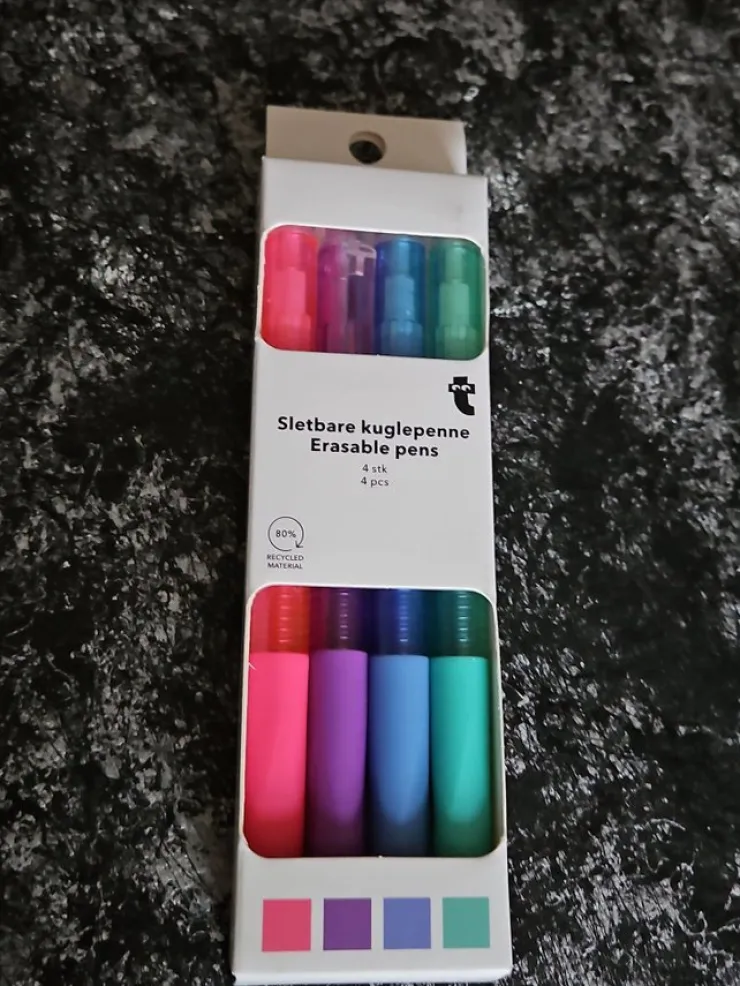 t
Sletbare kuglepenne
Erasable pens
4 stk
4 pcs
80%
RECYCLED
MATERIAL